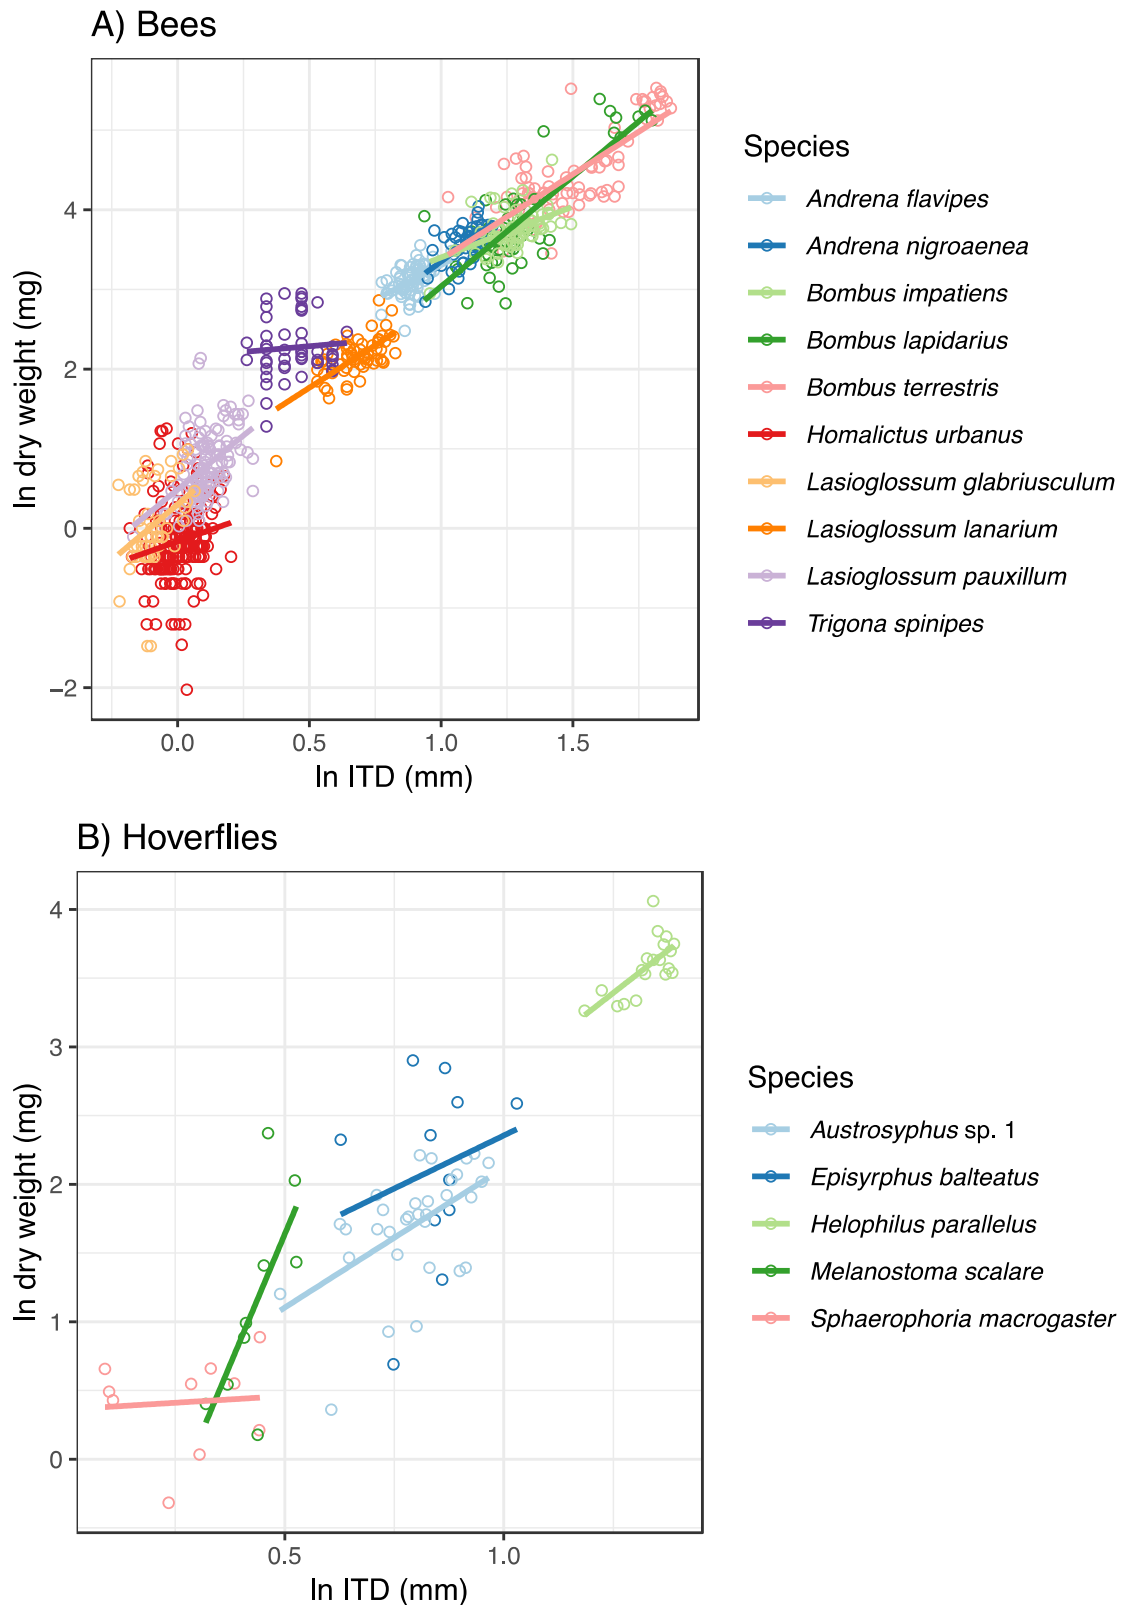 A) Bees
ln dry weight (mg)
4
2
0
−2
0.0
0.5
1.0
1.5
ln ITD (mm)
Species
Andrena flavipes
Andrena nigroaenea
Bombus impatiens
Bombus lapidarius
Bombus terrestris
Homalictus urbanus
Lasioglossum glabriusculum
Lasioglossum lanarium
Lasioglossum pauxillum
Trigona spinipes
B) Hoverflies
ln dry weight (mg)
4
3
2
1
0
0.5
1.0
ln ITD (mm)
Species
Austrosyphus sp. 1
Episyrphus balteatus
Helophilus parallelus
Melanostoma scalare
Sphaerophoria macrogaster